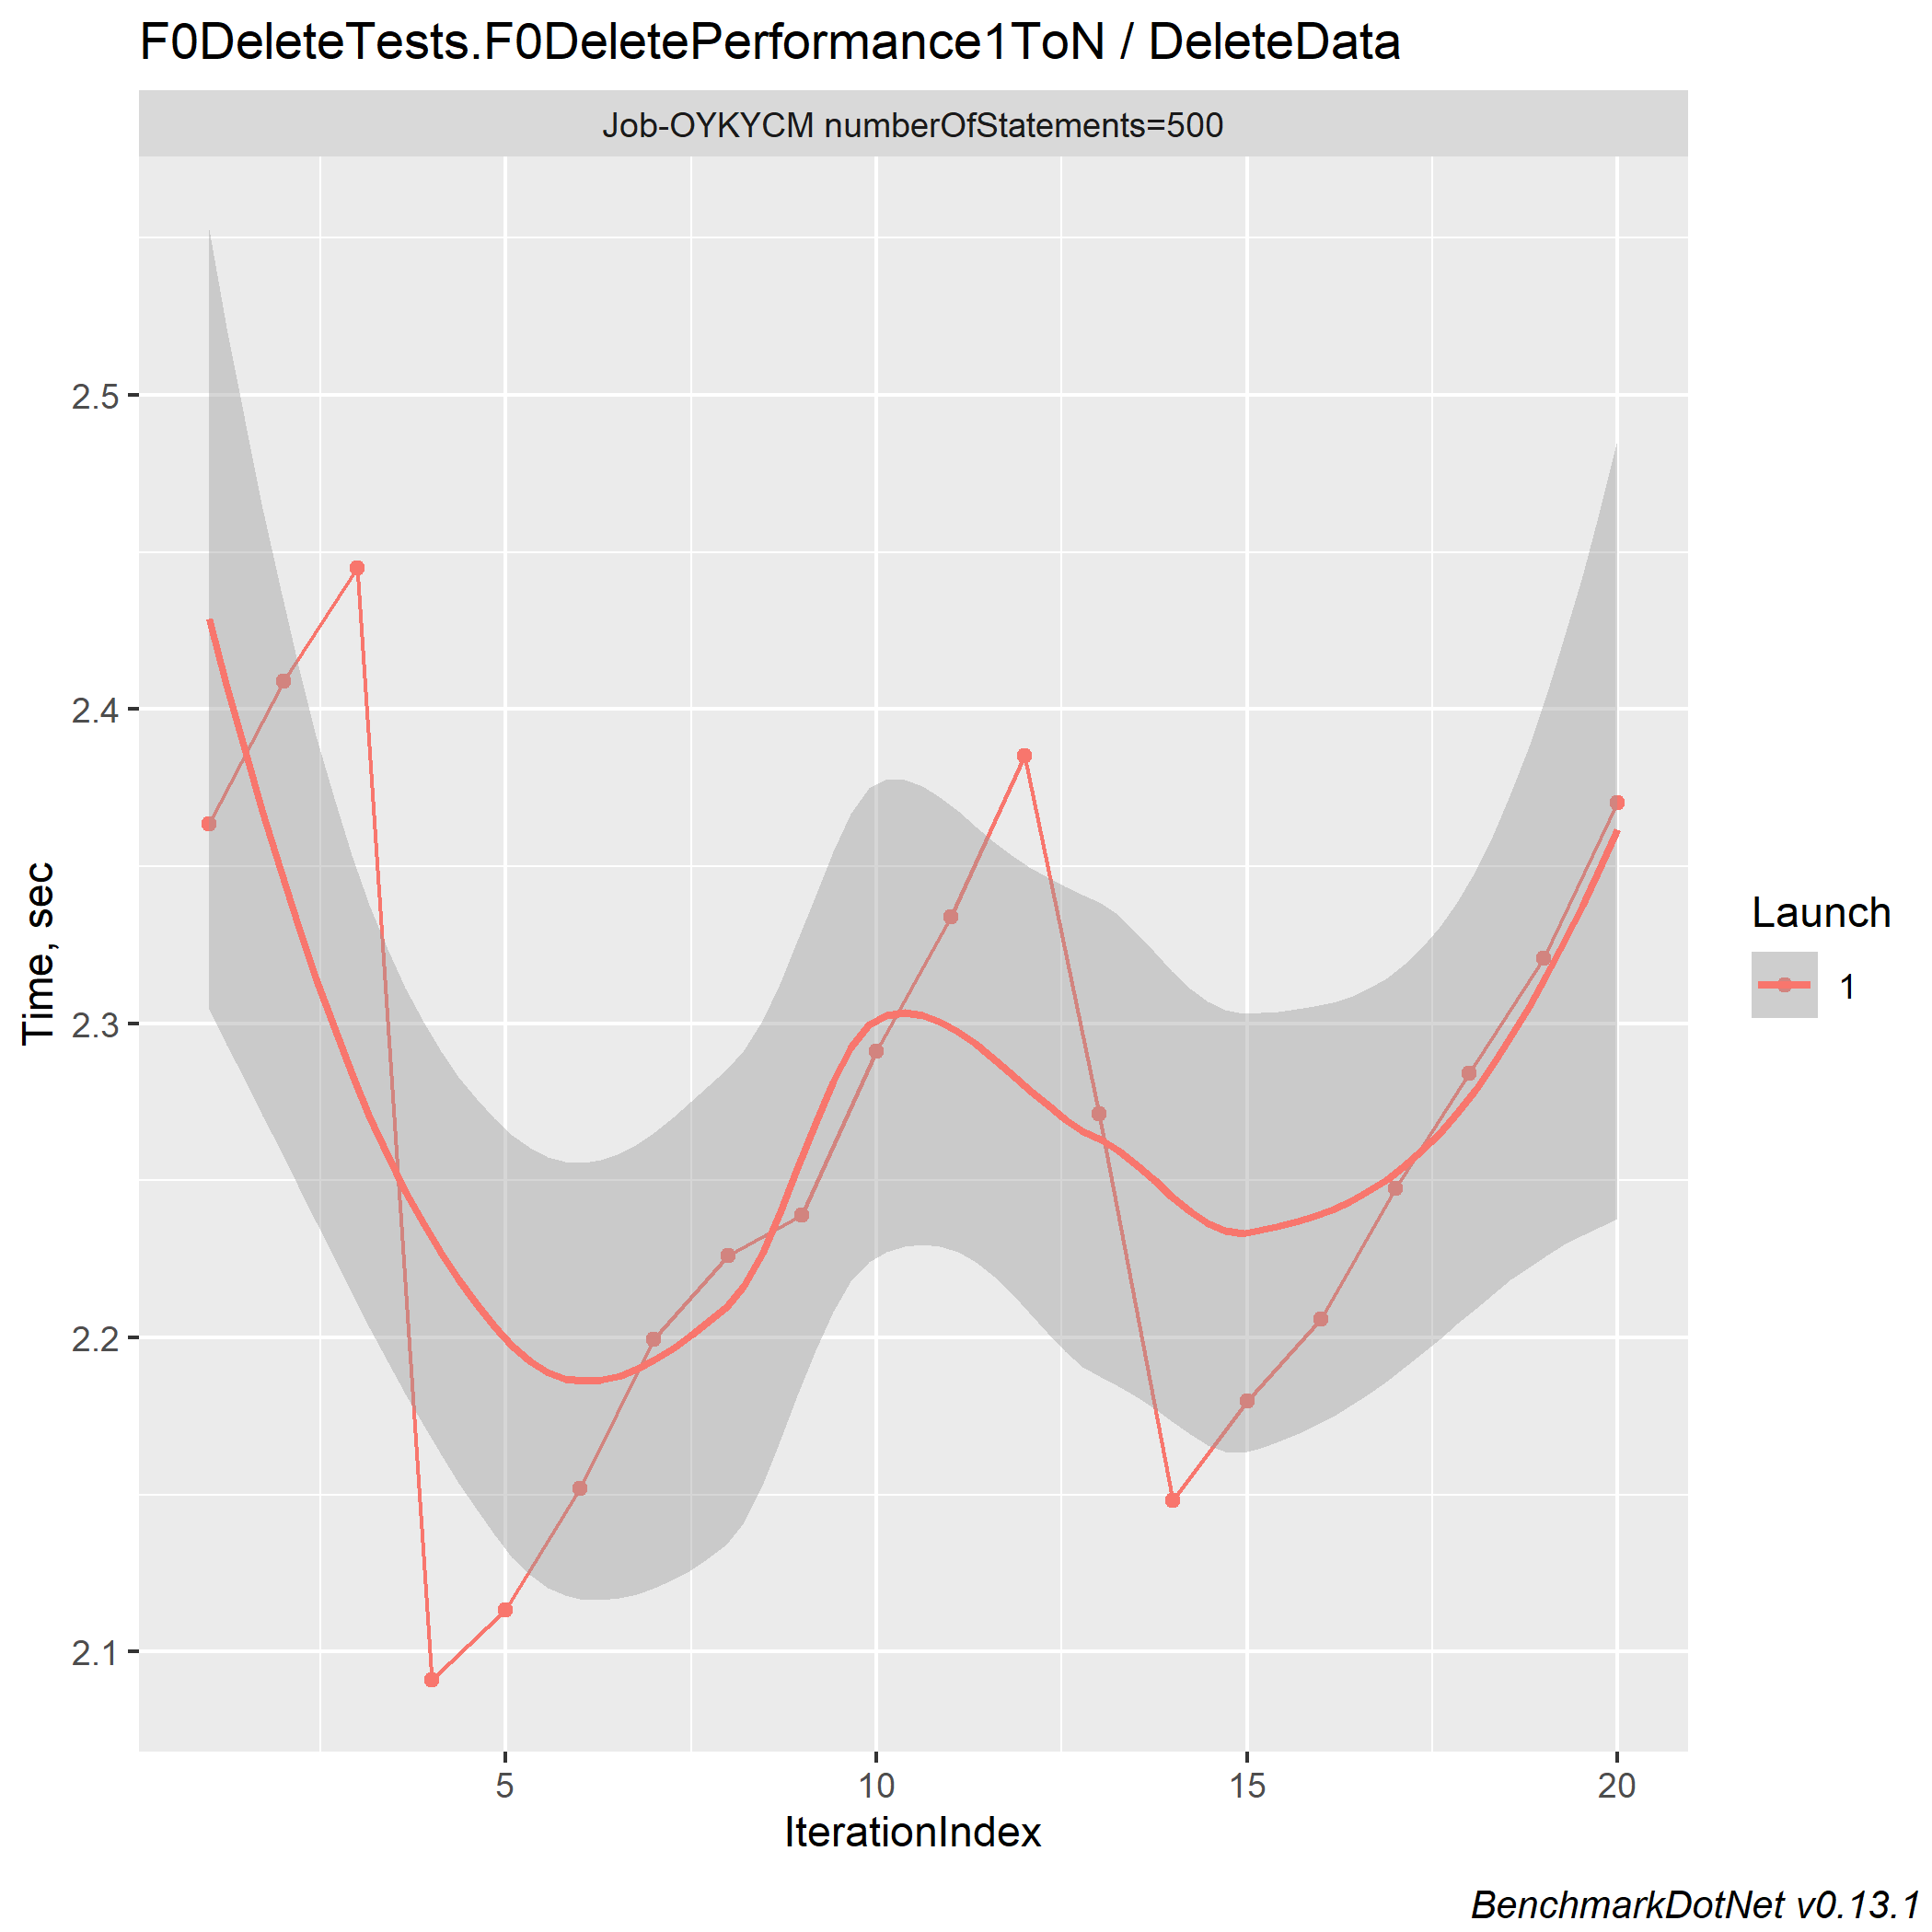 F0DeleteTests.F0DeletePerformance1ToN / DeleteData
Job-OYKYCM numberOfStatements=500
2.5
2.4
2.3
2.2
2.1
Time, sec
5 10 15 20
IterationIndex
Launch
1
BenchmarkDotNet v0.13.1